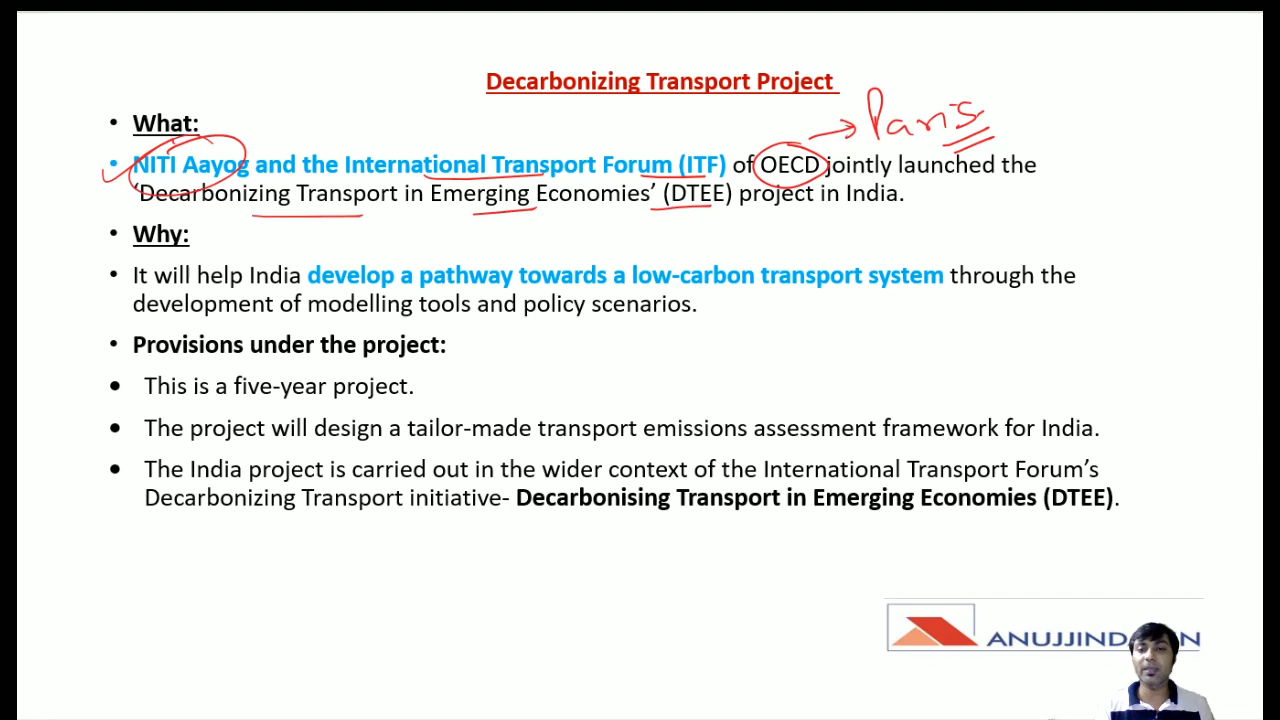 Decarbonizing Transport Project
Paris
• What:
• NITI Aayog and the International Transport Forum (ITF) of OECD jointly launched the
‘Decarbonizing Transport in Emerging Economies’ (DTEE) project in India.
• Why:
• It will help India develop a pathway towards a low-carbon transport system through the
development of modelling tools and policy scenarios.
• Provisions under the project:
• This is a five-year project.
• The project will design a tailor-made transport emissions assessment framework for India.
• The India project is carried out in the wider context of the International Transport Forum’s
Decarbonizing Transport initiative- Decarbonising Transport in Emerging Economies (DTEE).